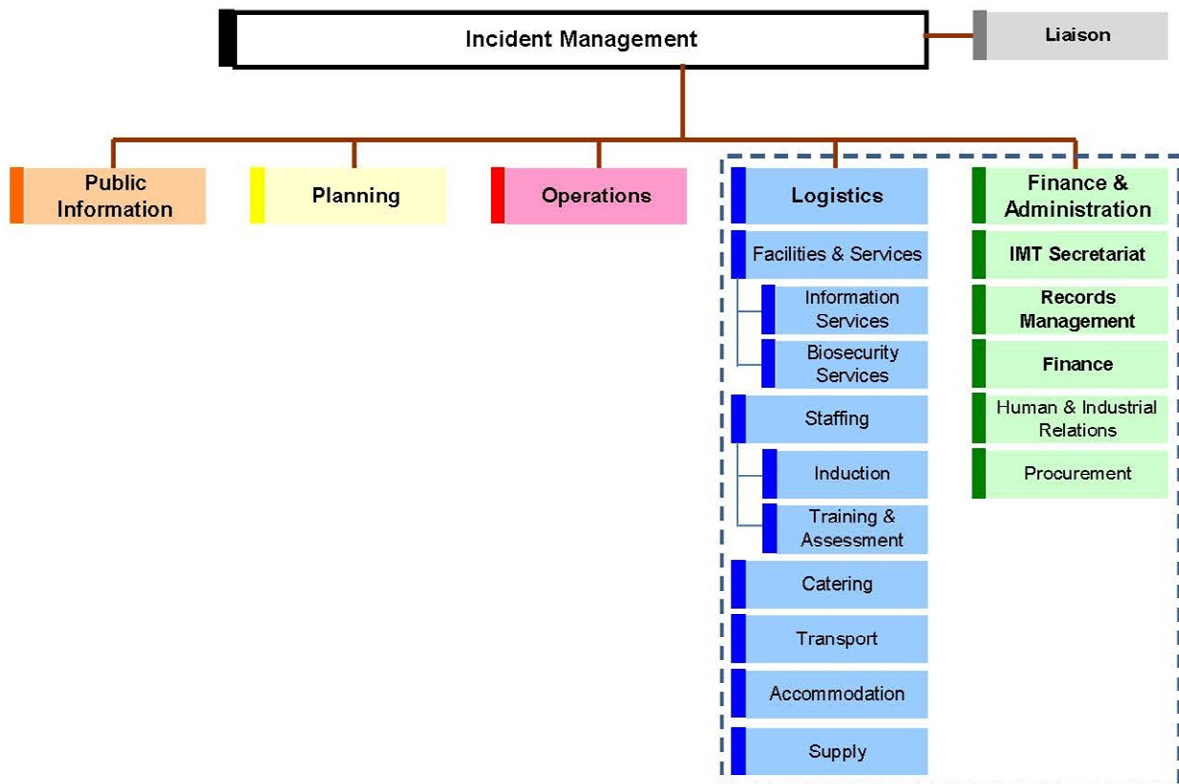 Incident Management
Liaison
Public
Information
Planning
Operations
Logistics
Finance &
Administration
Facilities & Services
Information
Services
Biosecurity
Services
Staffing
Induction
Training &
Assessment
Catering
Transport
Accommodation
Supply
IMT Secretariat
Records
Management
Finance
Human & Industrial
Relations
Procurement